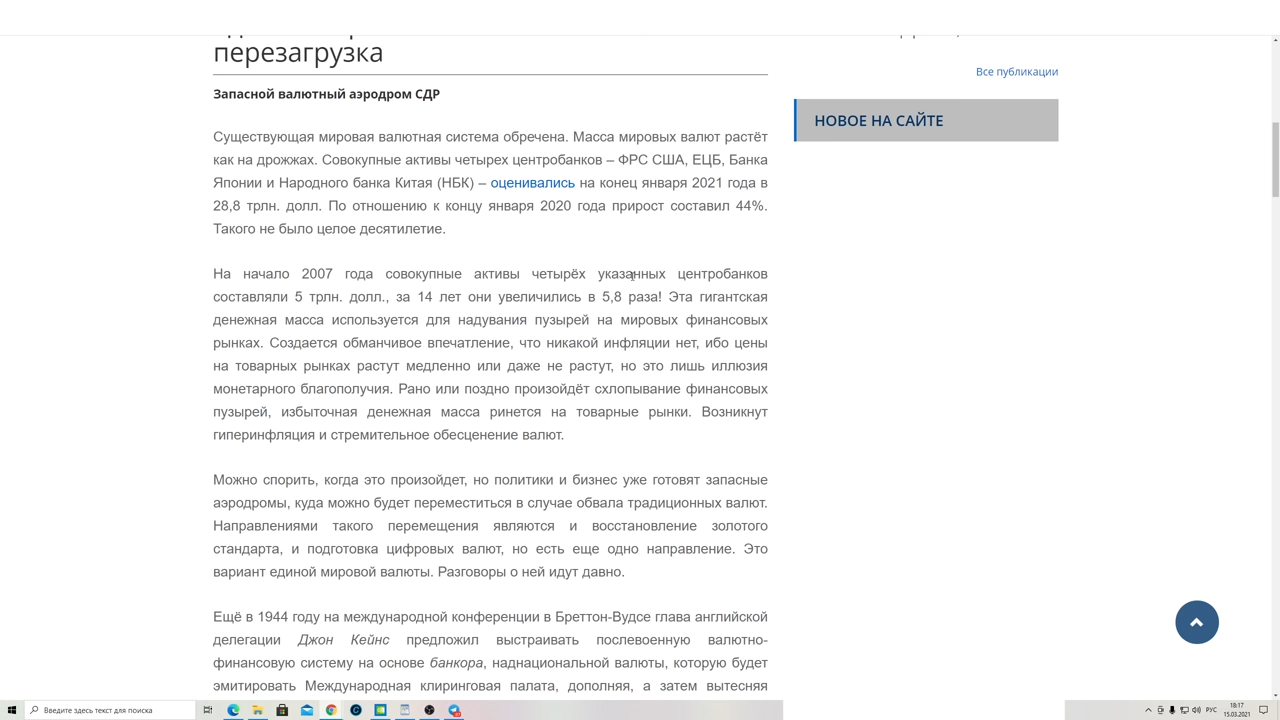 перезагрузка
Все публикации
Запасной валютный аэродром СДР
НОВОЕ НА САЙТЕ
Существующая мировая валютная система обречена. Масса мировых валют растёт
как на дрожжах. Совокупные активы четырех центробанков – ФРС США, ЕЦБ, Банка
Японии и Народного банка Китая (НБК) – оценивались на конец января 2021 года в
28,8 трлн. долл. По отношению к концу января 2020 года прирост составил 44%.
Такого не было целое десятилетие.
На начало 2007 года совокупные активы четырёх указанных центробанков
составляли 5 трлн. долл., за 14 лет они увеличились в 5,8 раза! Эта гигантская
денежная масса используется для надувания пузырей на мировых финансовых
рынках. Создается обманчивое впечатление, что никакой инфляции нет, ибо цены
на товарных рынках растут медленно или даже не растут, но это лишь иллюзия
монетарного благополучия. Рано или поздно произойдёт схлопывание финансовых
пузырей, избыточная денежная масса ринется на товарные рынки. Возникнут
гиперинфляция и стремительное обесценение валют.
Можно спорить, когда это произойдет, но политики и бизнес уже готовят запасные
аэродромы, куда можно будет переместиться в случае обвала традиционных валют.
Направлениями такого перемещения являются и восстановление золотого
стандарта, и подготовка цифровых валют, но есть еще одно направление. Это
вариант единой мировой валюты. Разговоры о ней идут давно.
Ещё в 1944 году на международной конференции в Бреттон-Вудсе глава английской
делегации Джон Кейнс предложил выстраивать послевоенную валютно-
финансовую систему на основе банкора, наднациональной валюты, которую будет
эмитировать Международная клиринговая палата, дополняя, а затем вытесняя
Введите здесь текст для поиска
РУС
18:17
15.03.2021